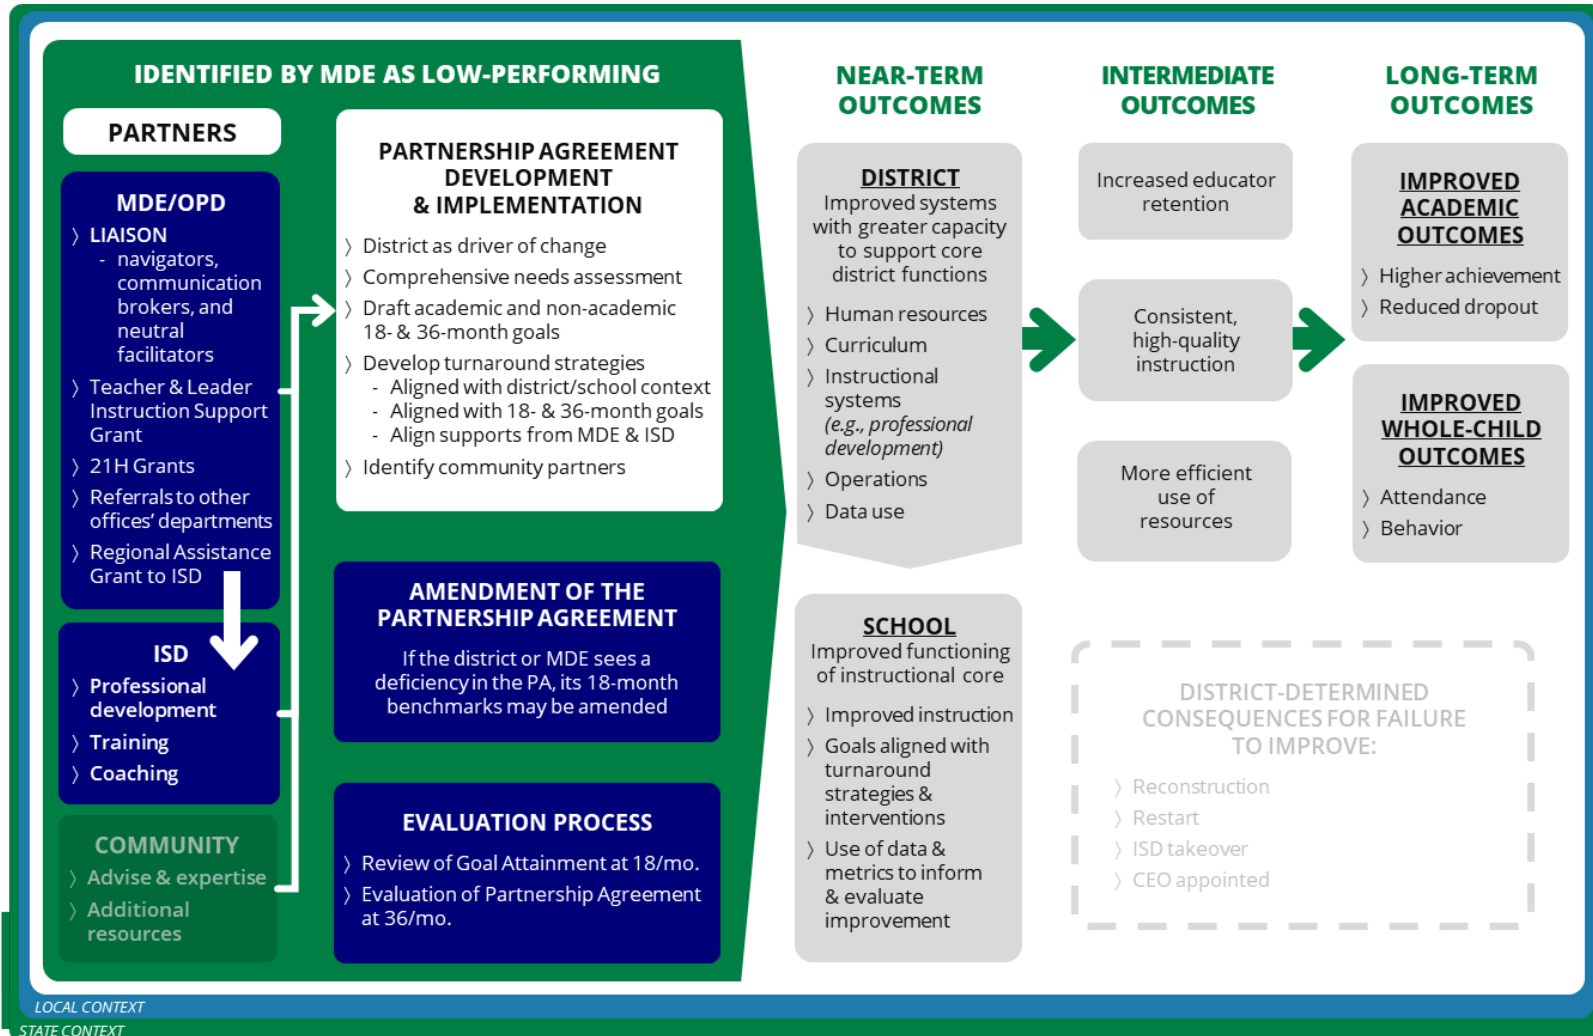 IDENTIFIED BY MDE AS LOW-PERFORMING
PARTNERS
MDE/OPD
〉 LIAISON
- navigators,
communication
brokers, and
neutral
facilitators
〉 Teacher & Leader
Instruction Support
Grant
〉 21H Grants
〉 Referrals to other
offices’ departments
〉 Regional Assistance
Grant to ISD
ISD
〉 Professional
development
〉 Training
〉 Coaching
COMMUNITY
〉 Advise & expertise
〉 Additional
resources
PARTNERSHIP AGREEMENT
DEVELOPMENT
& IMPLEMENTATION
〉 District as driver of change
〉 Comprehensive needs assessment
〉 Draft academic and non-academic
18- & 36-month goals
〉 Develop turnaround strategies
- Aligned with district/school context
- Aligned with 18- & 36-month goals
- Align supports from MDE & ISD
〉 Identify community partners
AMENDMENT OF THE
PARTNERSHIP AGREEMENT
If the district or MDE sees a
deficiency in the PA, its 18-month
benchmarks may be amended
EVALUATION PROCESS
〉 Review of Goal Attainment at 18/mo.
〉 Evaluation of Partnership Agreement
at 36/mo.
NEAR-TERM
OUTCOMES
DISTRICT
Improved systems
with greater capacity
to support core
district functions
〉 Human resources
〉 Curriculum
〉 Instructional
systems
(e.g., professional
development)
〉 Operations
〉 Data use
SCHOOL
Improved functioning
of instructional core
〉 Improved instruction
〉 Goals aligned with
turnaround
strategies &
interventions
〉 Use of data &
metrics to inform
& evaluate
improvement
INTERMEDIATE
OUTCOMES
Increased educator
retention
Consistent,
high-quality
instruction
More efficient
use of
resources
LONG-TERM
OUTCOMES
IMPROVED
ACADEMIC
OUTCOMES
〉 Higher achievement
〉 Reduced dropout
IMPROVED
WHOLE-CHILD
OUTCOMES
〉 Attendance
〉 Behavior
DISTRICT-DETERMINED
CONSEQUENCES FOR FAILURE
TO IMPROVE:
〉 Reconstruction
〉 Restart
〉 ISD takeover
〉 CEO appointed
LOCAL CONTEXT
STATE CONTEXT